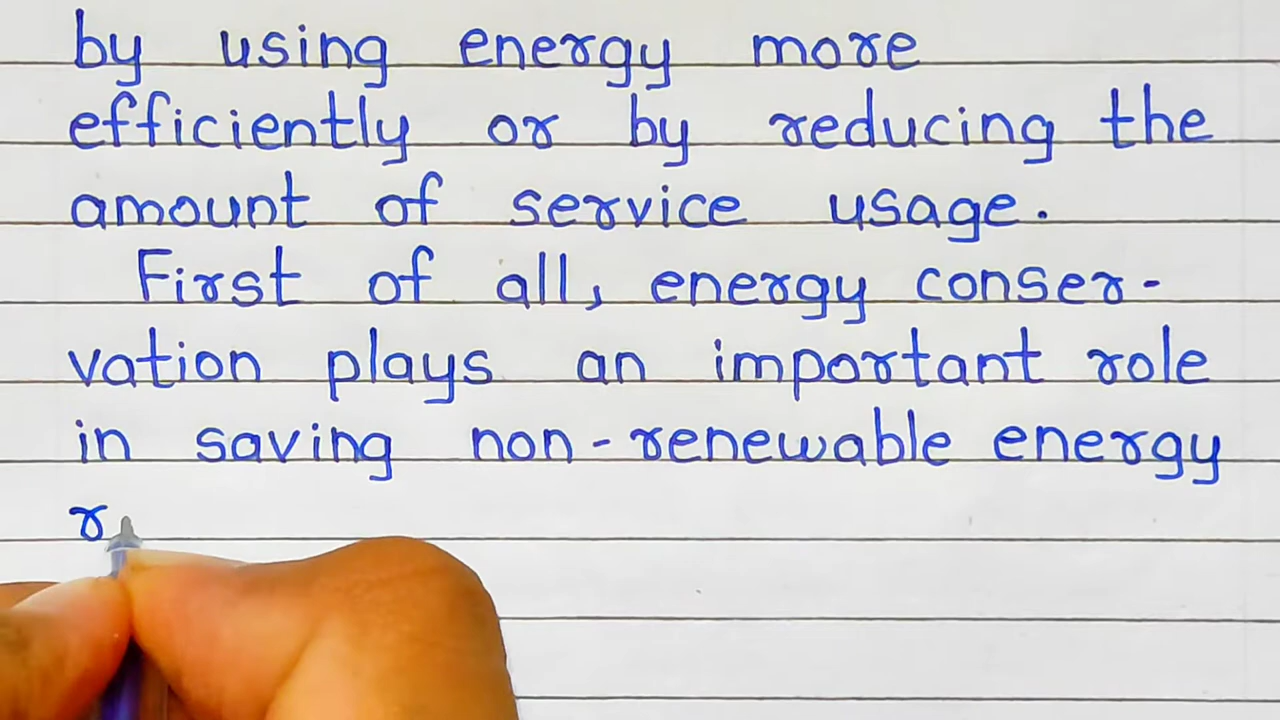 by using energy more
efficiently or by reducing the
amount of service usage.
First of all, energy conser-
vation plays an important role
in saving non-renewable energy
r